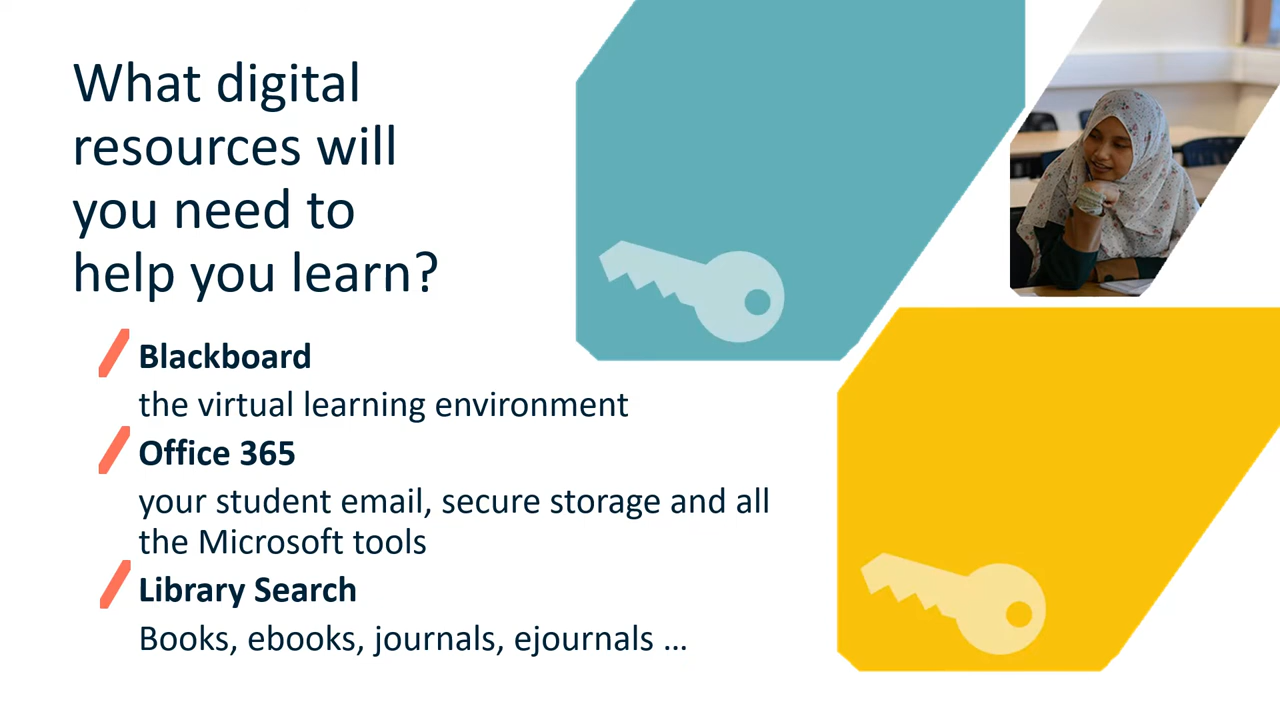 What digital
resources will
you need to
help you learn?
Blackboard
the virtual learning environment
Office 365
your student email, secure storage and all
the Microsoft tools
Library Search
Books, ebooks, journals, ejournals ...